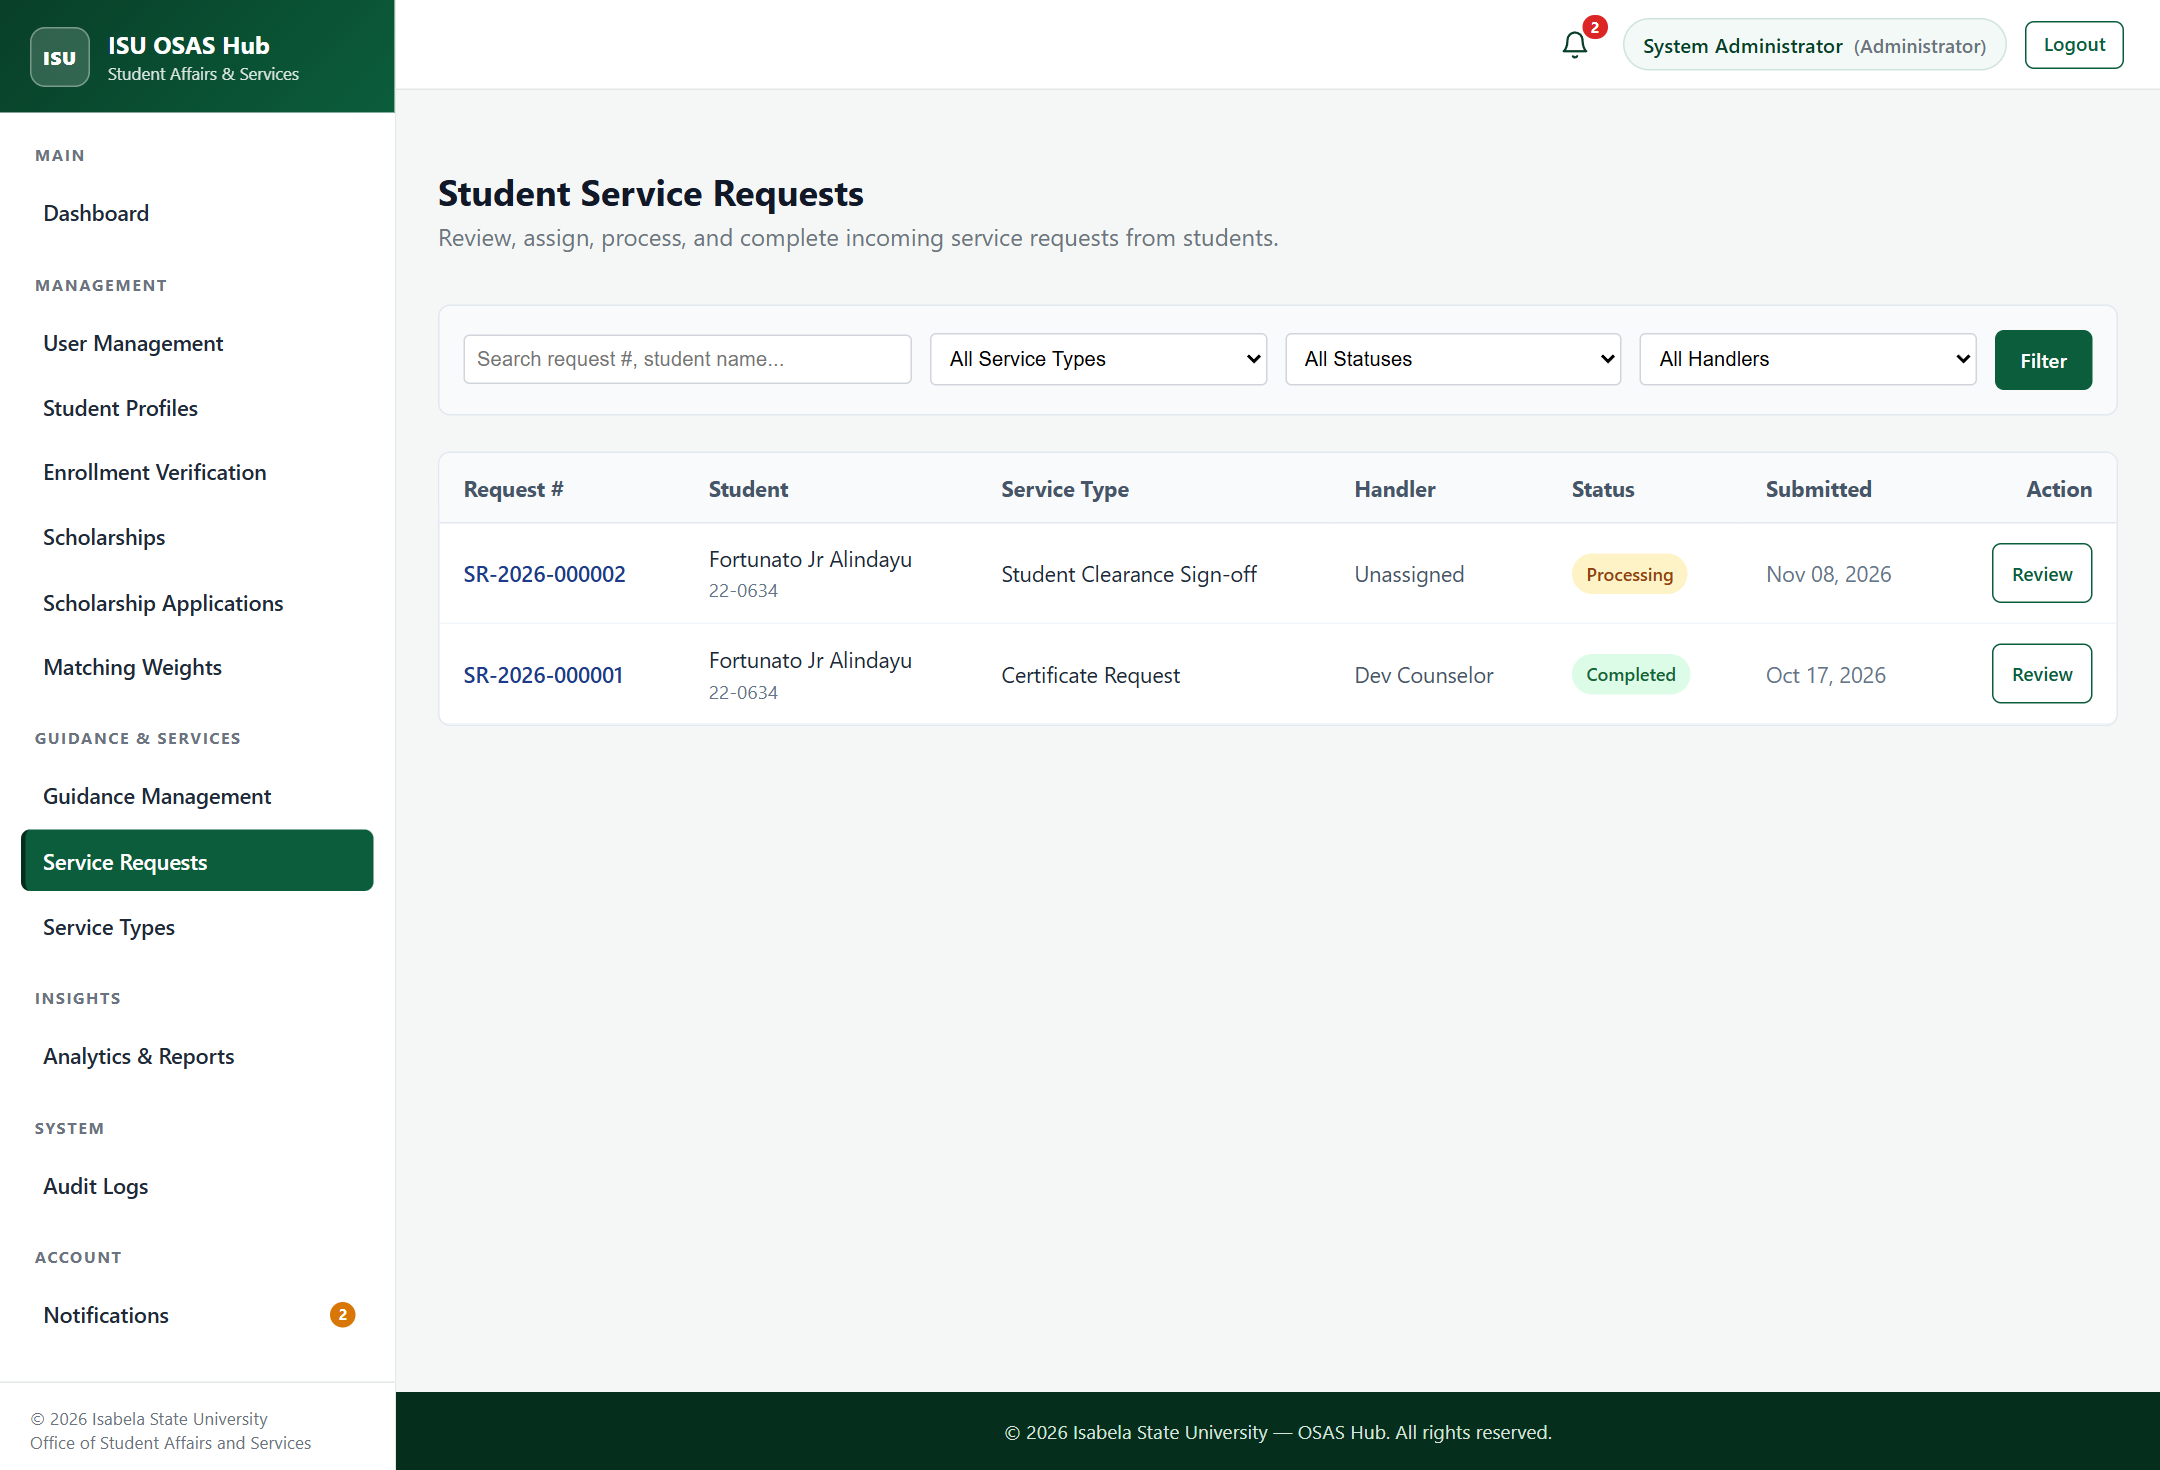 ISU
ISU OSAS Hub
Student Affairs & Services
MAIN
Dashboard
MANAGEMENT
User Management
Student Profiles
Enrollment Verification
Scholarships
Scholarship Applications
Matching Weights
GUIDANCE & SERVICES
Guidance Management
Service Requests
Service Types
INSIGHTS
Analytics & Reports
SYSTEM
Audit Logs
ACCOUNT
Notifications 2
© 2026 Isabela State University
Office of Student Affairs and Services
2
System Administrator (Administrator)
Logout
Student Service Requests
Review, assign, process, and complete incoming service requests from students.
Search request #, student name... All Service Types All Statuses All Handlers Filter
Request # Student Service Type Handler Status Submitted Action
SR-2026-000002 Fortunato Jr Alindayu Student Clearance Sign-off Unassigned Processing Nov 08, 2026 Review
22-0634
SR-2026-000001 Fortunato Jr Alindayu Certificate Request Dev Counselor Completed Oct 17, 2026 Review
22-0634
© 2026 Isabela State University — OSAS Hub. All rights reserved.